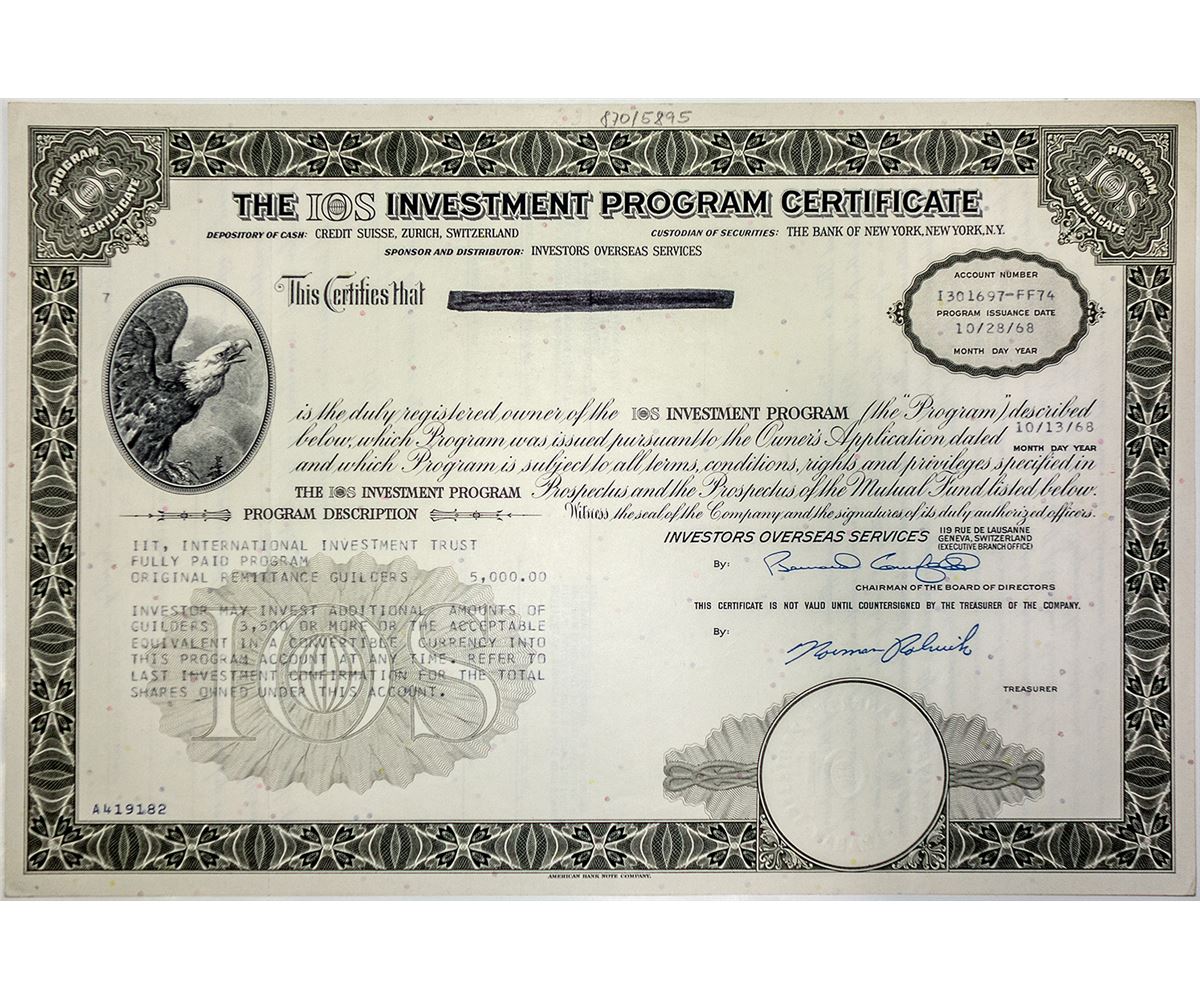 870/5895
PROGRAM
IOS
CERTIFICATE
PROGRAM
IOS
CERTIFICATE
THE IOS INVESTMENT PROGRAM CERTIFICATE
DEPOSITORY OF CASH: CREDIT SUISSE, ZURICH, SWITZERLAND
CUSTODIAN OF SECURITIES: THE BANK OF NEW YORK, NEW YORK, N.Y.
SPONSOR AND DISTRIBUTOR: INVESTORS OVERSEAS SERVICES
7
This Certifies that
ACCOUNT NUMBER
I301697-FF74
PROGRAM ISSUANCE DATE
10/28/68
MONTH DAY YEAR
is the duly registered owner of the IOS INVESTMENT PROGRAM (the "Program") described
below, which Program was issued pursuant to the Owner's Application dated 10/13/68
MONTH DAY YEAR
and which Program is subject to all terms, conditions, rights and privileges specified in
THE IOS INVESTMENT PROGRAM Prospectus and the Prospectus of the Mutual Fund listed below.
Witness, the seal of the Company and the signatures of its duly authorized officers.
PROGRAM DESCRIPTION
IIT, INTERNATIONAL INVESTMENT TRUST
FULLY PAID PROGRAM
ORIGINAL REMITTANCE GUILDERS 5,000.00
INVESTOR MAY INVEST ADDITIONAL AMOUNTS OF
GUILDERS 3,500 OR MORE OR THE ACCEPTABLE
EQUIVALENT IN A CONVERTIBLE CURRENCY INTO
THIS PROGRAM ACCOUNT AT ANY TIME. REFER TO
LAST INVESTMENT CONFIRMATION FOR THE TOTAL
SHARES OWNED UNDER THIS ACCOUNT.
IOS
INVESTORS OVERSEAS SERVICES
119 RUE DE LAUSANNE
GENEVA, SWITZERLAND
(EXECUTIVE BRANCH OFFICE)
By: Bernard Cornfeld
CHAIRMAN OF THE BOARD OF DIRECTORS
THIS CERTIFICATE IS NOT VALID UNTIL COUNTERSIGNED BY THE TREASURER OF THE COMPANY.
By:
Norman Rolnick
TREASURER
IOS
A419182
AMERICAN BANK NOTE COMPANY.